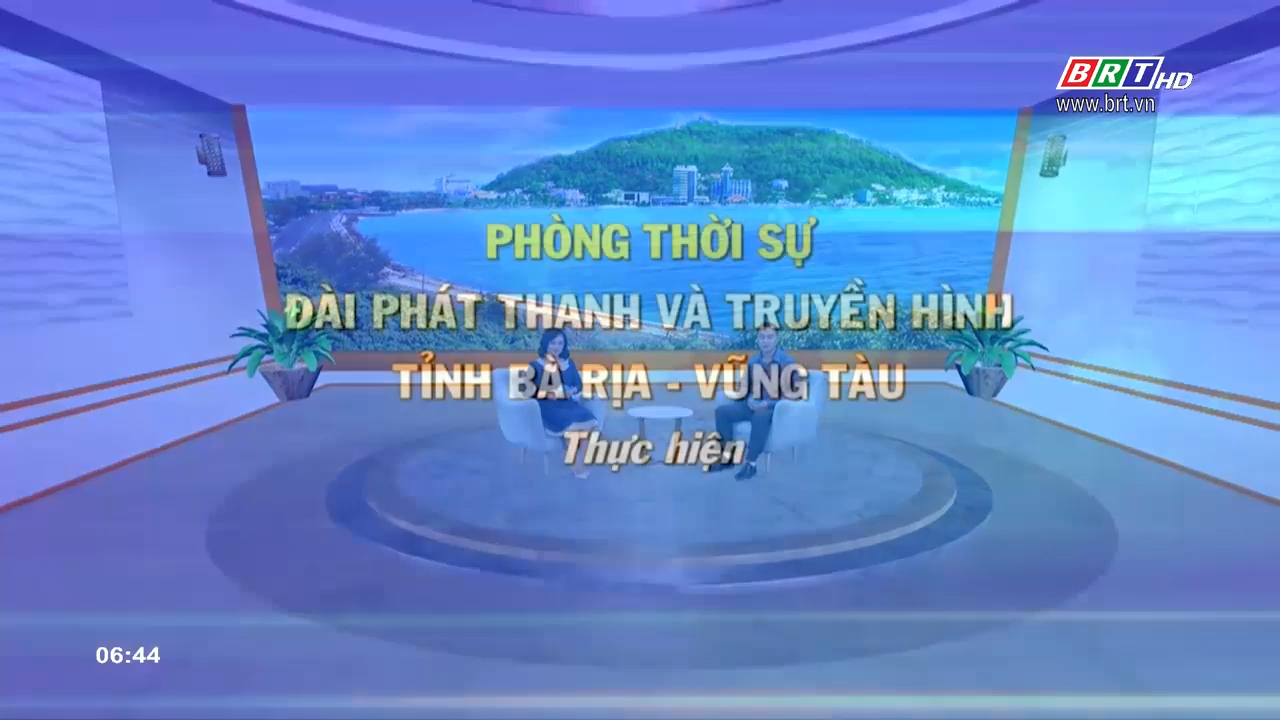 BRT HD
www.brt.vn
PHÒNG THỜI SỰ
ĐÀI PHÁT THANH VÀ TRUYỀN HÌNH
TỈNH BÀ RỊA - VŨNG TÀU
Thực hiện
06:44